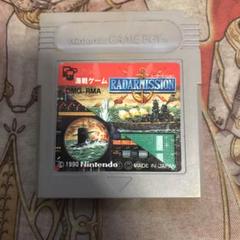 Nintendo GAME BOY
海戦ゲーム
RADARMISSION
DMG-RMA
© 1990 Nintendo
MADE IN JAPAN